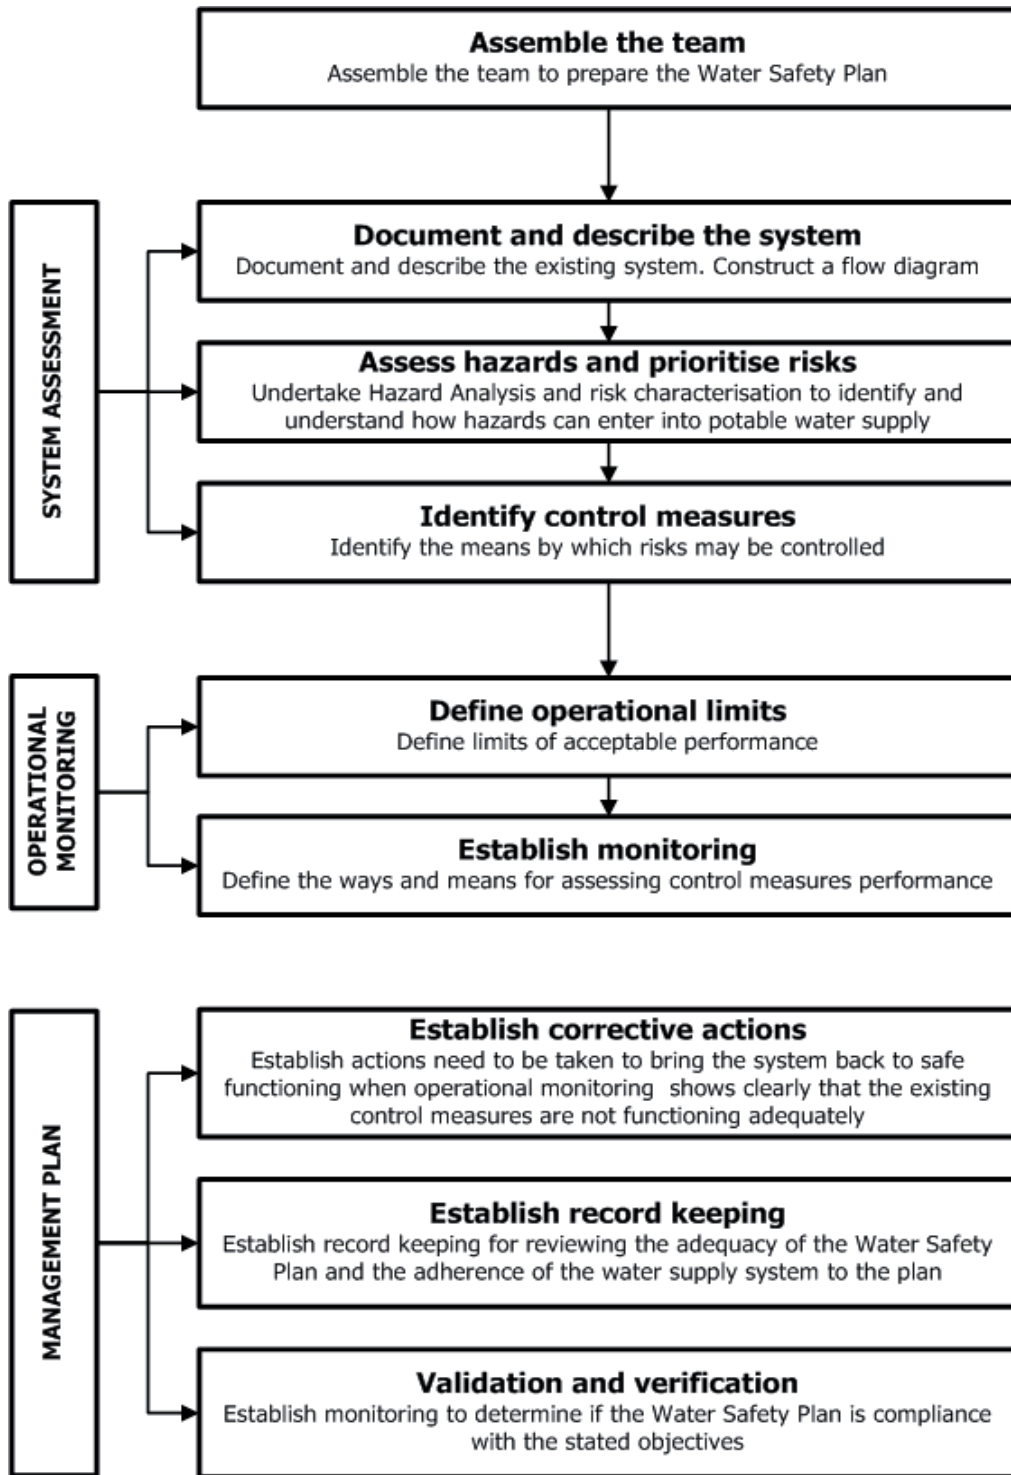 Assemble the team
Assemble the team to prepare the Water Safety Plan
SYSTEM ASSESSMENT
Document and describe the system
Document and describe the existing system. Construct a flow diagram
Assess hazards and prioritise risks
Undertake Hazard Analysis and risk characterisation to identify and
understand how hazards can enter into potable water supply
Identify control measures
Identify the means by which risks may be controlled
OPERATIONAL
MONITORING
Define operational limits
Define limits of acceptable performance
Establish monitoring
Define the ways and means for assessing control measures performance
MANAGEMENT PLAN
Establish corrective actions
Establish actions need to be taken to bring the system back to safe
functioning when operational monitoring shows clearly that the existing
control measures are not functioning adequately
Establish record keeping
Establish record keeping for reviewing the adequacy of the Water Safety
Plan and the adherence of the water supply system to the plan
Validation and verification
Establish monitoring to determine if the Water Safety Plan is compliance
with the stated objectives